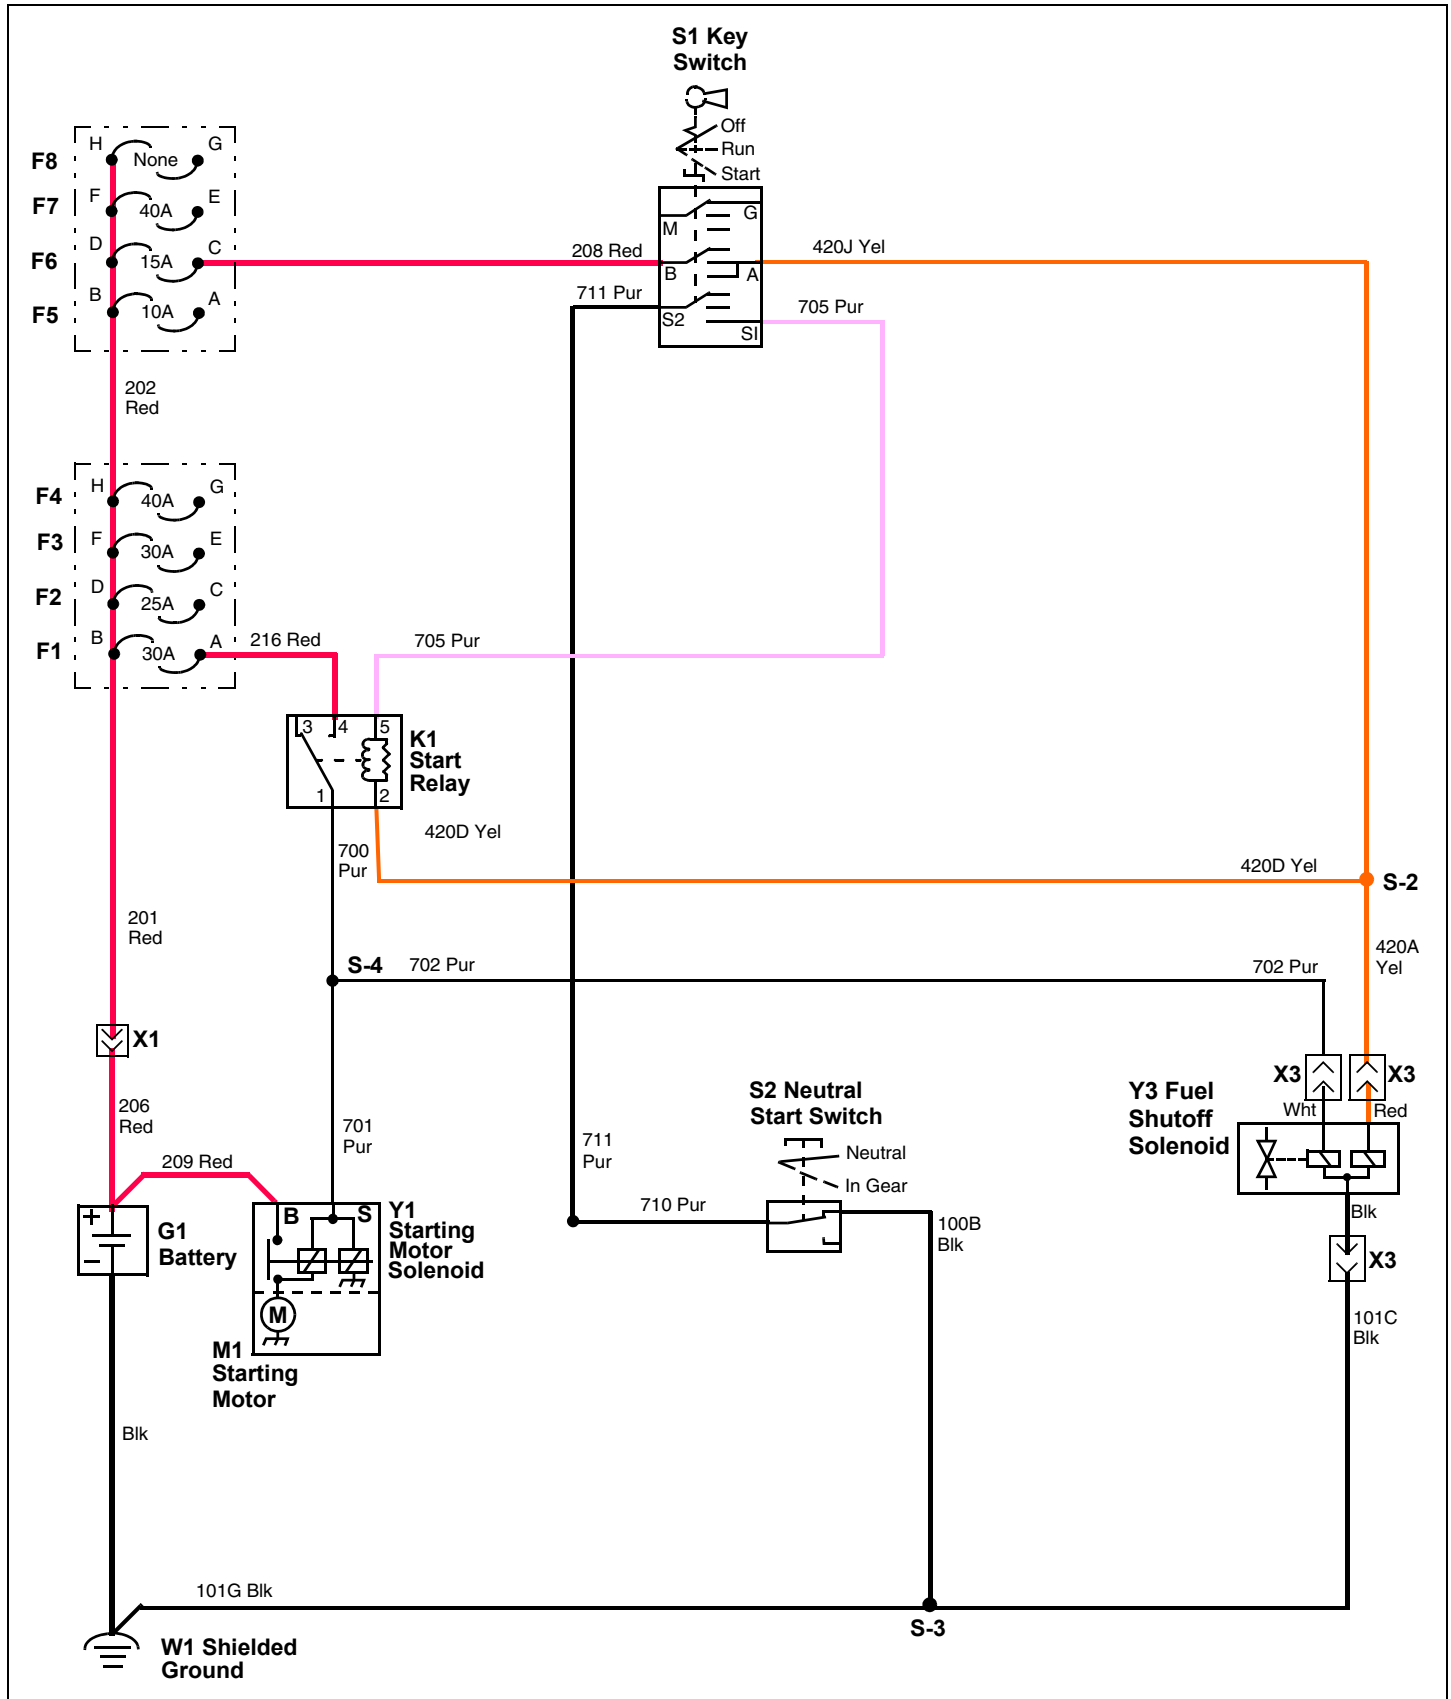 S1 Key
Switch
Off
Run
Start
M
G
B
A
S2
SI
208 Red
420J Yel
711 Pur
705 Pur
F8
H
None
G
F7
F
40A
E
F6
D
15A
C
F5
B
10A
A
202
Red
F4
H
40A
G
F3
F
30A
E
F2
D
25A
C
F1
B
30A
A
216 Red
705 Pur
3
4
5
1
2
K1
Start
Relay
420D Yel
700
Pur
420D Yel
S-2
201
Red
S-4
702 Pur
702 Pur
420A
Yel
X1
X3
X3
Wht
Red
Y3 Fuel
Shutoff
Solenoid
S2 Neutral
Start Switch
Neutral
In Gear
206
Red
701
Pur
711
Pur
209 Red
710 Pur
100B
Blk
+
−
G1
Battery
B
S
Y1
Starting
Motor
Solenoid
M
M1
Starting
Motor
Blk
X3
101C
Blk
Blk
101G Blk
S-3
W1 Shielded
Ground